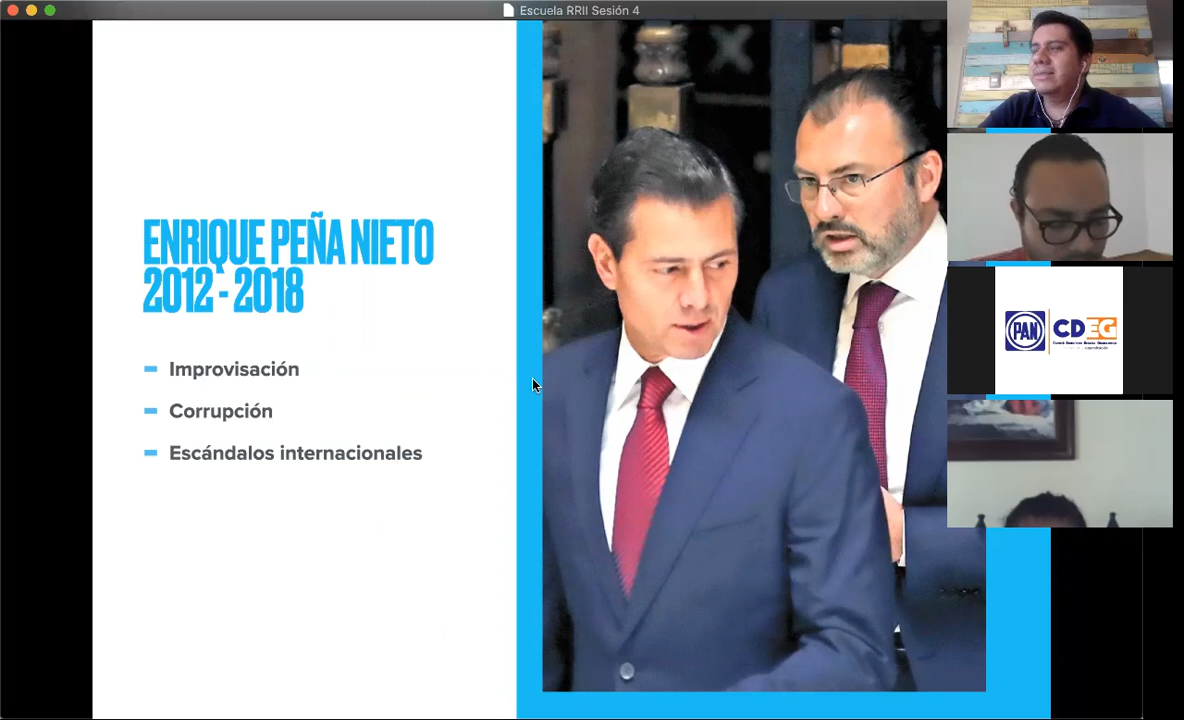 Escuela RRII Sesión 4
ENRIQUE PEÑA NIETO
2012 - 2018
Improvisación
Corrupción
Escándalos internacionales
PAN
CDEG